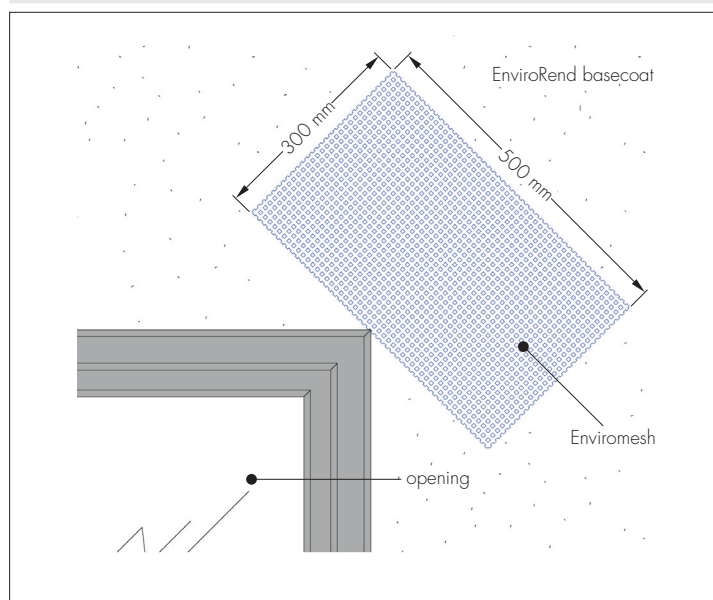 EnviroRend basecoat
300 mm
500 mm
Enviromesh
opening